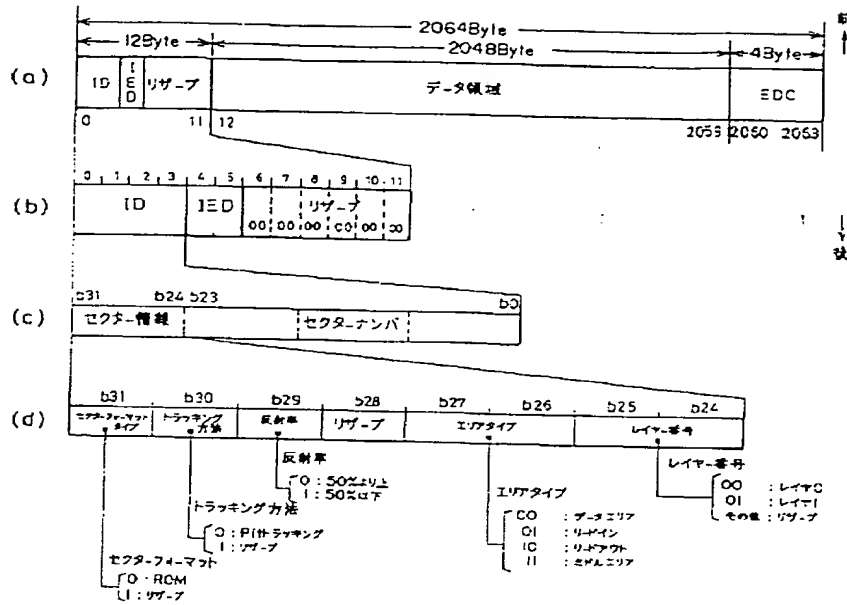 2064Byte
12Byte 2048Byte 4Byte
(a) ID IED リザーブ データ領域 EDC
0 11 12 2059 2060 2063
0 1 2 3 4 5 6 7 8 9 10 11
(b) ID IED リザーブ
00 00 00 00 00 00
後
b31 b24 b23 b0
(c) セクター情報 セクターナンバ
b31 b30 b29 b28 b27 b26 b25 b24
(d) セクターフォーマットタイプ トラッキング方法 反射率 リザーブ エリアタイプ レイヤー番号
反射率
0 : 50%より上
1 : 50%以下
レイヤー番号
00 : レイヤ0
01 : レイヤ1
その他 : リザーブ
トラッキング方法
0 : Pitトラッキング
1 : リザーブ
エリアタイプ
00 : データエリア
01 : リードイン
10 : リードアウト
11 : ミドルエリア
セクターフォーマット
0 : ROM
1 : リザーブ